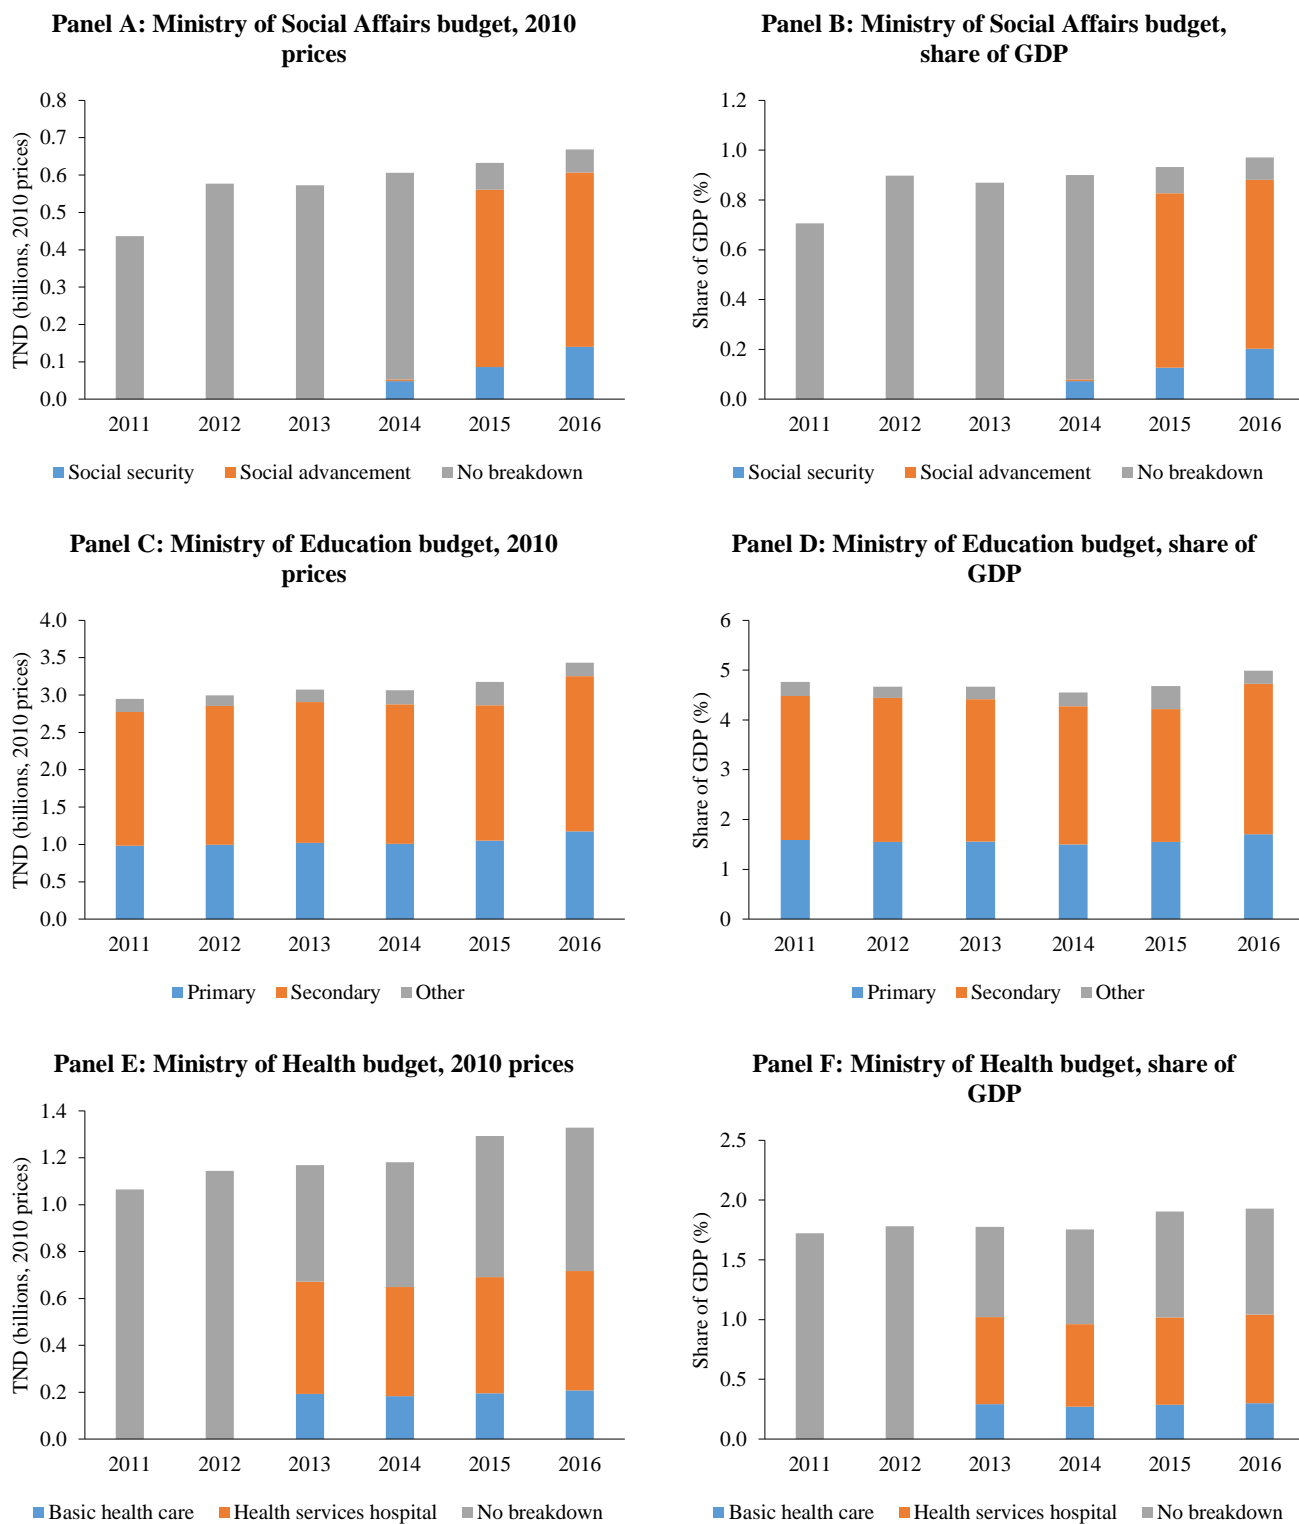 Panel A: Ministry of Social Affairs budget, 2010
prices
TND (billions, 2010 prices)
0.8
0.7
0.6
0.5
0.4
0.3
0.2
0.1
0.0
2011 2012 2013 2014 2015 2016
Social security Social advancement No breakdown
Panel B: Ministry of Social Affairs budget,
share of GDP
Share of GDP (%)
1.2
1.0
0.8
0.6
0.4
0.2
0.0
2011 2012 2013 2014 2015 2016
Social security Social advancement No breakdown
Panel C: Ministry of Education budget, 2010
prices
TND (billions, 2010 prices)
4.0
3.5
3.0
2.5
2.0
1.5
1.0
0.5
0.0
2011 2012 2013 2014 2015 2016
Primary Secondary Other
Panel D: Ministry of Education budget, share of
GDP
Share of GDP (%)
6
5
4
3
2
1
0
2011 2012 2013 2014 2015 2016
Primary Secondary Other
Panel E: Ministry of Health budget, 2010 prices
TND (billions, 2010 prices)
1.4
1.2
1.0
0.8
0.6
0.4
0.2
0.0
2011 2012 2013 2014 2015 2016
Basic health care Health services hospital No breakdown
Panel F: Ministry of Health budget, share of
GDP
Share of GDP (%)
2.5
2.0
1.5
1.0
0.5
0.0
2011 2012 2013 2014 2015 2016
Basic health care Health services hospital No breakdown